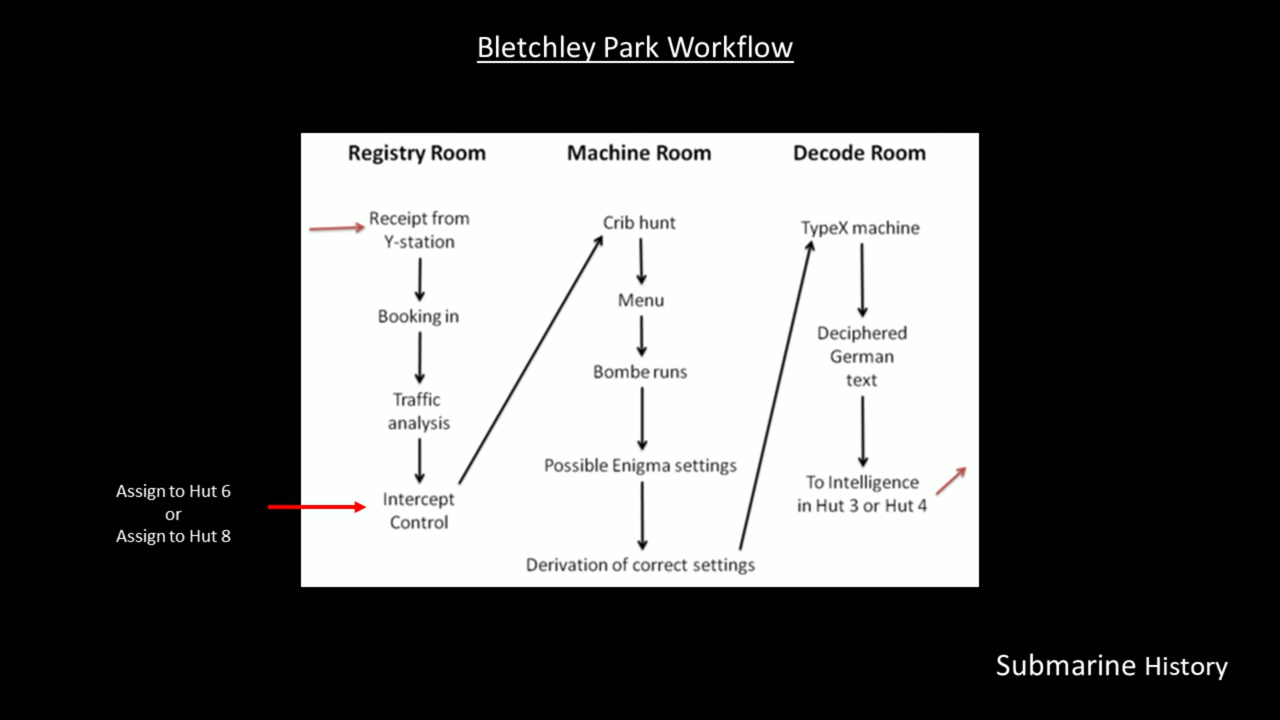 Bletchley Park Workflow
Registry Room
Machine Room
Decode Room
Receipt from
Y-station
Booking in
Traffic
analysis
Intercept
Control
Assign to Hut 6
or
Assign to Hut 8
Crib hunt
Menu
Bombe runs
Possible Enigma settings
Derivation of correct settings
TypeX machine
Deciphered
German
text
To Intelligence
in Hut 3 or Hut 4
Submarine History